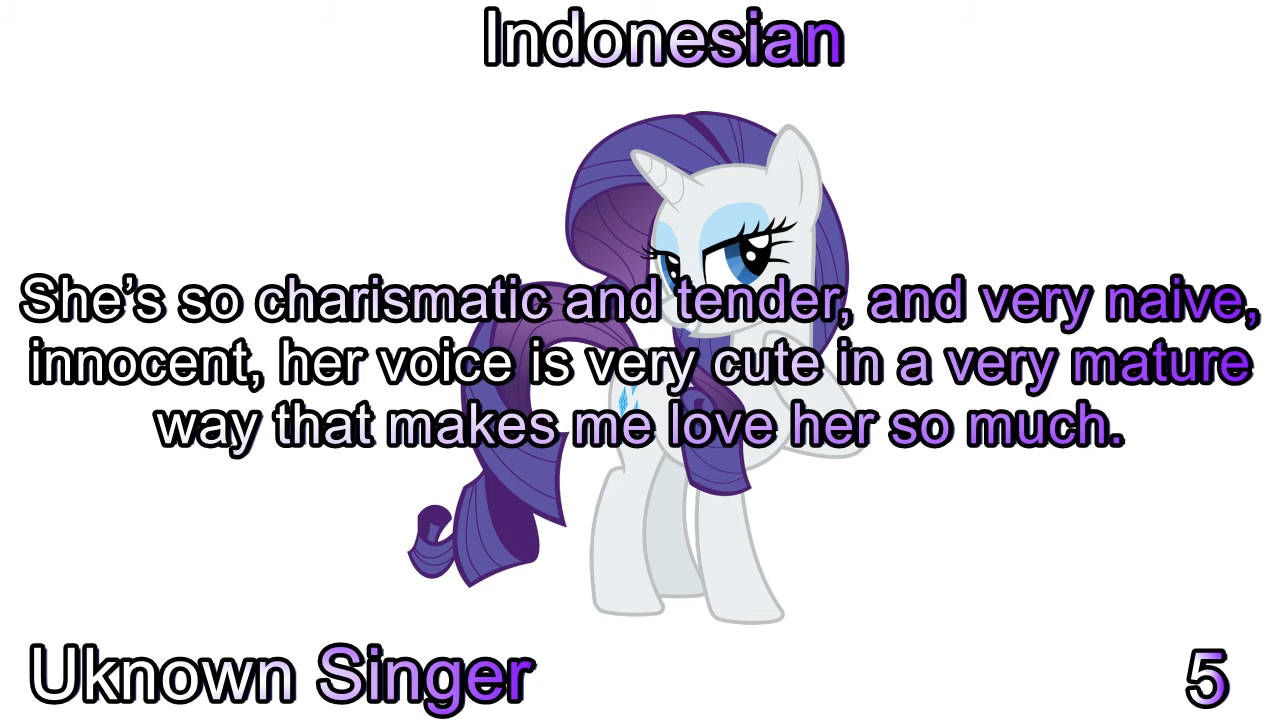 Indonesian
She’s so charismatic and tender, and very naive,
innocent, her voice is very cute in a very mature
way that makes me love her so much.
Uknown Singer
5